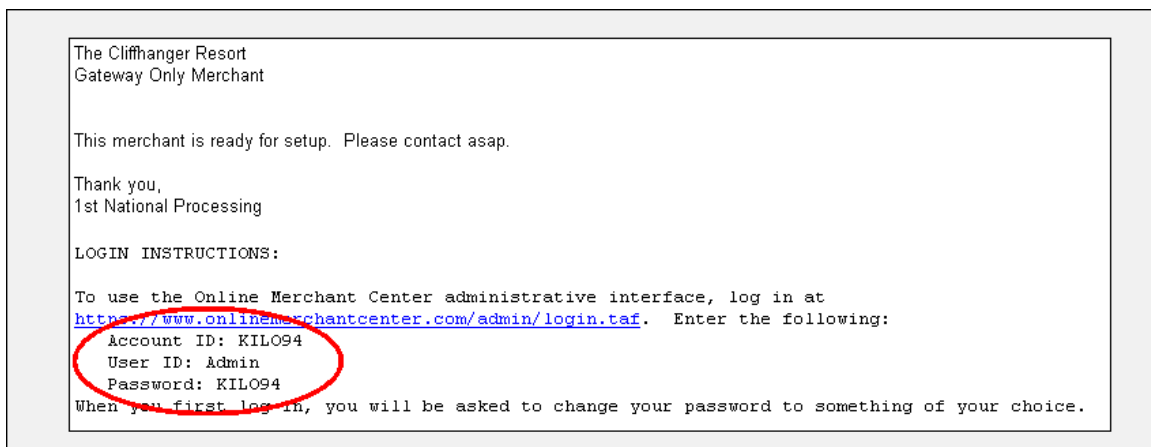 The Cliffhanger Resort
Gateway Only Merchant
This merchant is ready for setup.  Please contact asap.
Thank you,
1st National Processing
LOGIN INSTRUCTIONS:
To use the Online Merchant Center administrative interface, log in at
https://www.onlinemerchantcenter.com/admin/login.taf.  Enter the following:
Account ID: KILO94
User ID: Admin
Password: KILO94
When you first log in, you will be asked to change your password to something of your choice.